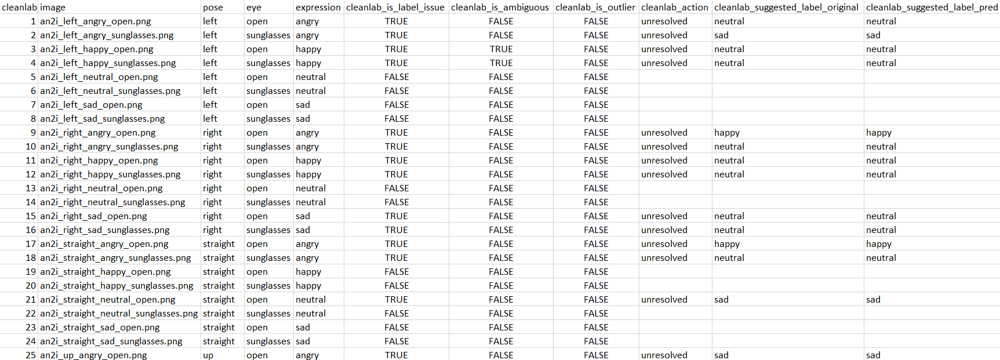 cleanlab_ image pose eye expression cleanlab_is_label_issue cleanlab_is_ambiguous cleanlab_is_outlier cleanlab_action cleanlab_suggested_label_original cleanlab_suggested_label_pred
1 an2i_left_angry_open.png left open angry TRUE FALSE FALSE unresolved neutral neutral
2 an2i_left_angry_sunglasses.png left sunglasses angry TRUE FALSE FALSE unresolved sad sad
3 an2i_left_happy_open.png left open happy TRUE TRUE FALSE unresolved neutral neutral
4 an2i_left_happy_sunglasses.png left sunglasses happy TRUE TRUE FALSE unresolved neutral neutral
5 an2i_left_neutral_open.png left open neutral FALSE FALSE FALSE
6 an2i_left_neutral_sunglasses.png left sunglasses neutral FALSE FALSE FALSE
7 an2i_left_sad_open.png left open sad FALSE FALSE FALSE
8 an2i_left_sad_sunglasses.png left sunglasses sad FALSE FALSE FALSE
9 an2i_right_angry_open.png right open angry TRUE FALSE FALSE unresolved happy happy
10 an2i_right_angry_sunglasses.png right sunglasses angry TRUE FALSE FALSE unresolved neutral neutral
11 an2i_right_happy_open.png right open happy TRUE FALSE FALSE unresolved neutral neutral
12 an2i_right_happy_sunglasses.png right sunglasses happy TRUE FALSE FALSE unresolved neutral neutral
13 an2i_right_neutral_open.png right open neutral FALSE FALSE FALSE
14 an2i_right_neutral_sunglasses.png right sunglasses neutral FALSE FALSE FALSE
15 an2i_right_sad_open.png right open sad TRUE FALSE FALSE unresolved neutral neutral
16 an2i_right_sad_sunglasses.png right sunglasses sad TRUE FALSE FALSE unresolved neutral neutral
17 an2i_straight_angry_open.png straight open angry TRUE FALSE FALSE unresolved happy happy
18 an2i_straight_angry_sunglasses.png straight sunglasses angry TRUE FALSE FALSE unresolved neutral neutral
19 an2i_straight_happy_open.png straight open happy FALSE FALSE FALSE
20 an2i_straight_happy_sunglasses.png straight sunglasses happy FALSE FALSE FALSE
21 an2i_straight_neutral_open.png straight open neutral TRUE FALSE FALSE unresolved sad sad
22 an2i_straight_neutral_sunglasses.png straight sunglasses neutral FALSE FALSE FALSE
23 an2i_straight_sad_open.png straight open sad FALSE FALSE FALSE
24 an2i_straight_sad_sunglasses.png straight sunglasses sad FALSE FALSE FALSE
25 an2i_up_angry_open.png up open angry TRUE FALSE FALSE unresolved sad sad